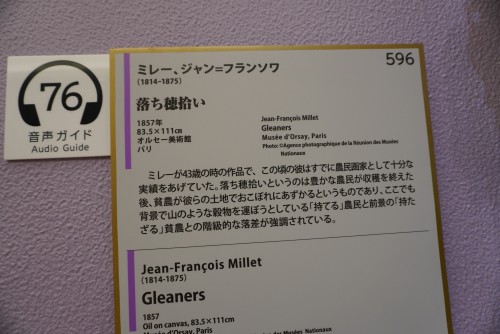 76
音声ガイド
Audio Guide
596
ミレー、ジャン=フランソワ
(1814-1875)
落ち穂拾い
1857年
83.5×111cm
オルセー美術館
パリ
Jean-François Millet
Gleaners
Musée d'Orsay, Paris
Photo: ©Agence photographique de la Réunion des Musées
Nationaux
ミレーが43歳の時の作品で、この頃の彼はすでに農民画家として十分な
実績をあげていた。落ち穂拾いというのは豊かな農民が収穫を終えた
後、貧農が彼らの土地でおこぼれにあずかるというものであり、ここでも
背景で山のような穀物を運ぼうとしている「持てる」農民と前景の「持た
ざる」貧農との階級的な落差が強調されている。
Jean-François Millet
(1814-1875)
Gleaners
1857
Oil on canvas, 83.5×111cm
Musée d'Orsay, Paris
des Musées Nationaux